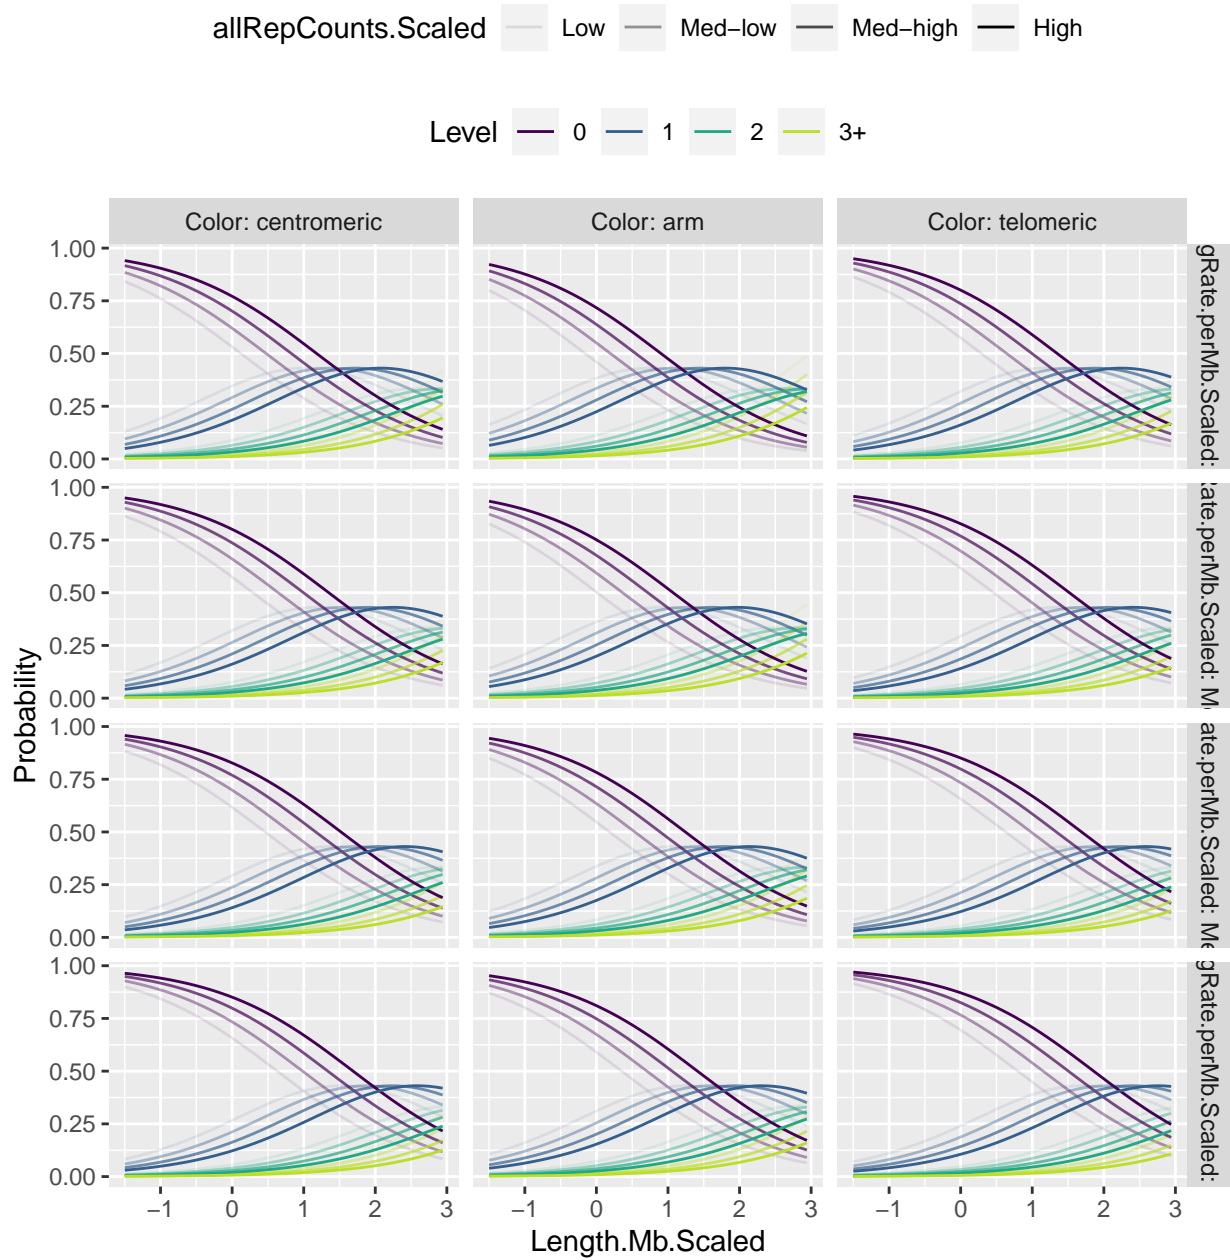 allRepCounts.Scaled Low Med−low Med−high High
Level 0 1 2 3+
Color: centromeric Color: arm Color: telomeric
1.00
0.75
0.50
0.25
0.00
gRate.perMb.Scaled:
1.00
0.75
0.50
0.25
0.00
Rate.perMb.Scaled: Me
1.00
0.75
0.50
0.25
0.00
ate.perMb.Scaled: Me
1.00
0.75
0.50
0.25
0.00
gRate.perMb.Scaled:
Probability
−1 0 1 2 3 −1 0 1 2 3 −1 0 1 2 3
Length.Mb.Scaled